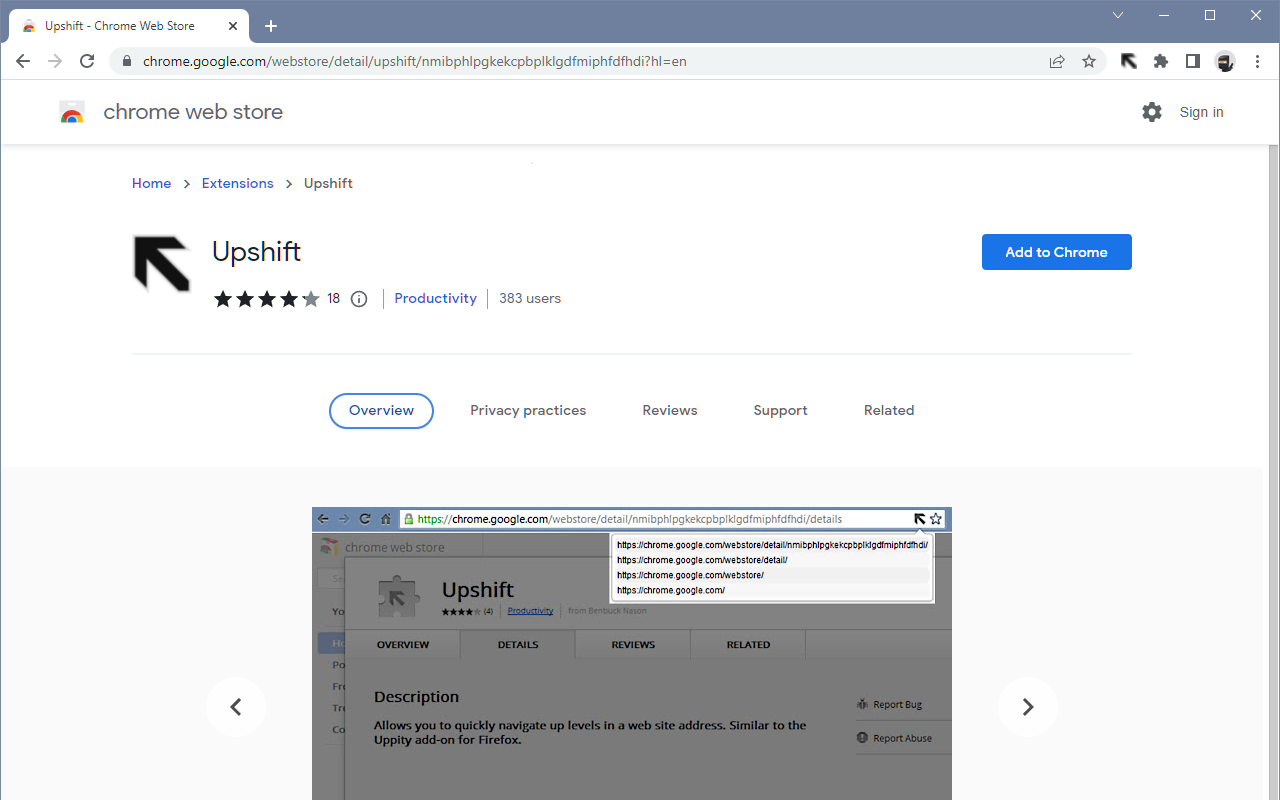 Upshift - Chrome Web Store
chrome.google.com/webstore/detail/upshift/nmibphlpgkekcpbplklgdfmiphfdfhdi?hl=en
chrome web store
Sign in
Home > Extensions > Upshift
Upshift
Add to Chrome
18
Productivity
383 users
Overview
Privacy practices
Reviews
Support
Related
https://chrome.google.com/webstore/detail/nmibphlpgkekcpbplklgdfmiphfdfhdi/details
https://chrome.google.com/webstore/detail/nmibphlpgkekcpbplklgdfmiphfdfhdi/
https://chrome.google.com/webstore/detail/
https://chrome.google.com/webstore/
https://chrome.google.com/
chrome web store
Upshift
(4)
Productivity
from Benbuck Nason
OVERVIEW
DETAILS
REVIEWS
RELATED
Description
Allows you to quickly navigate up levels in a web site address. Similar to the
Uppity add-on for Firefox.
Report Bug
Report Abuse